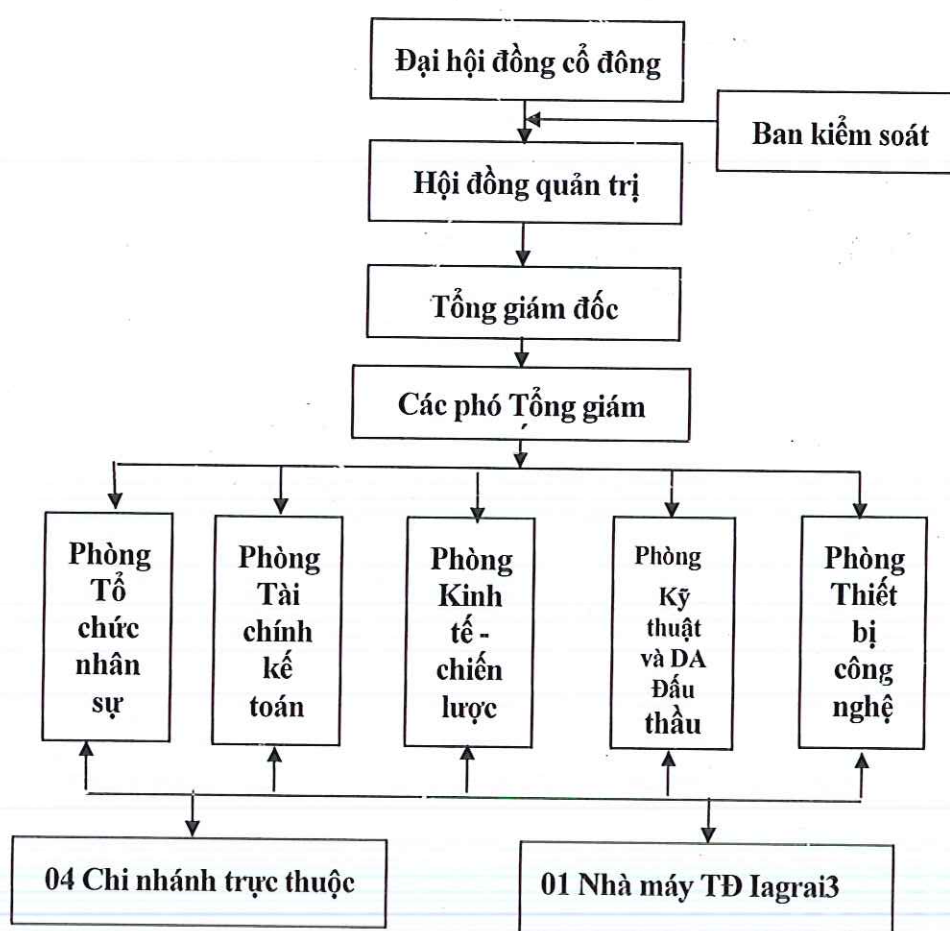 Đại hội đồng cổ đông
Ban kiểm soát
Hội đồng quản trị
Tổng giám đốc
Các phó Tổng giám
Phòng
Tổ
chức
nhân
sự
Phòng
Tài
chính
kế
toán
Phòng
Kinh
tế -
chiến
lược
Phòng
Kỹ
thuật
và DA
Đấu
thầu
Phòng
Thiết
bị
công
nghệ
04 Chi nhánh trực thuộc
01 Nhà máy TĐ Iagrai3